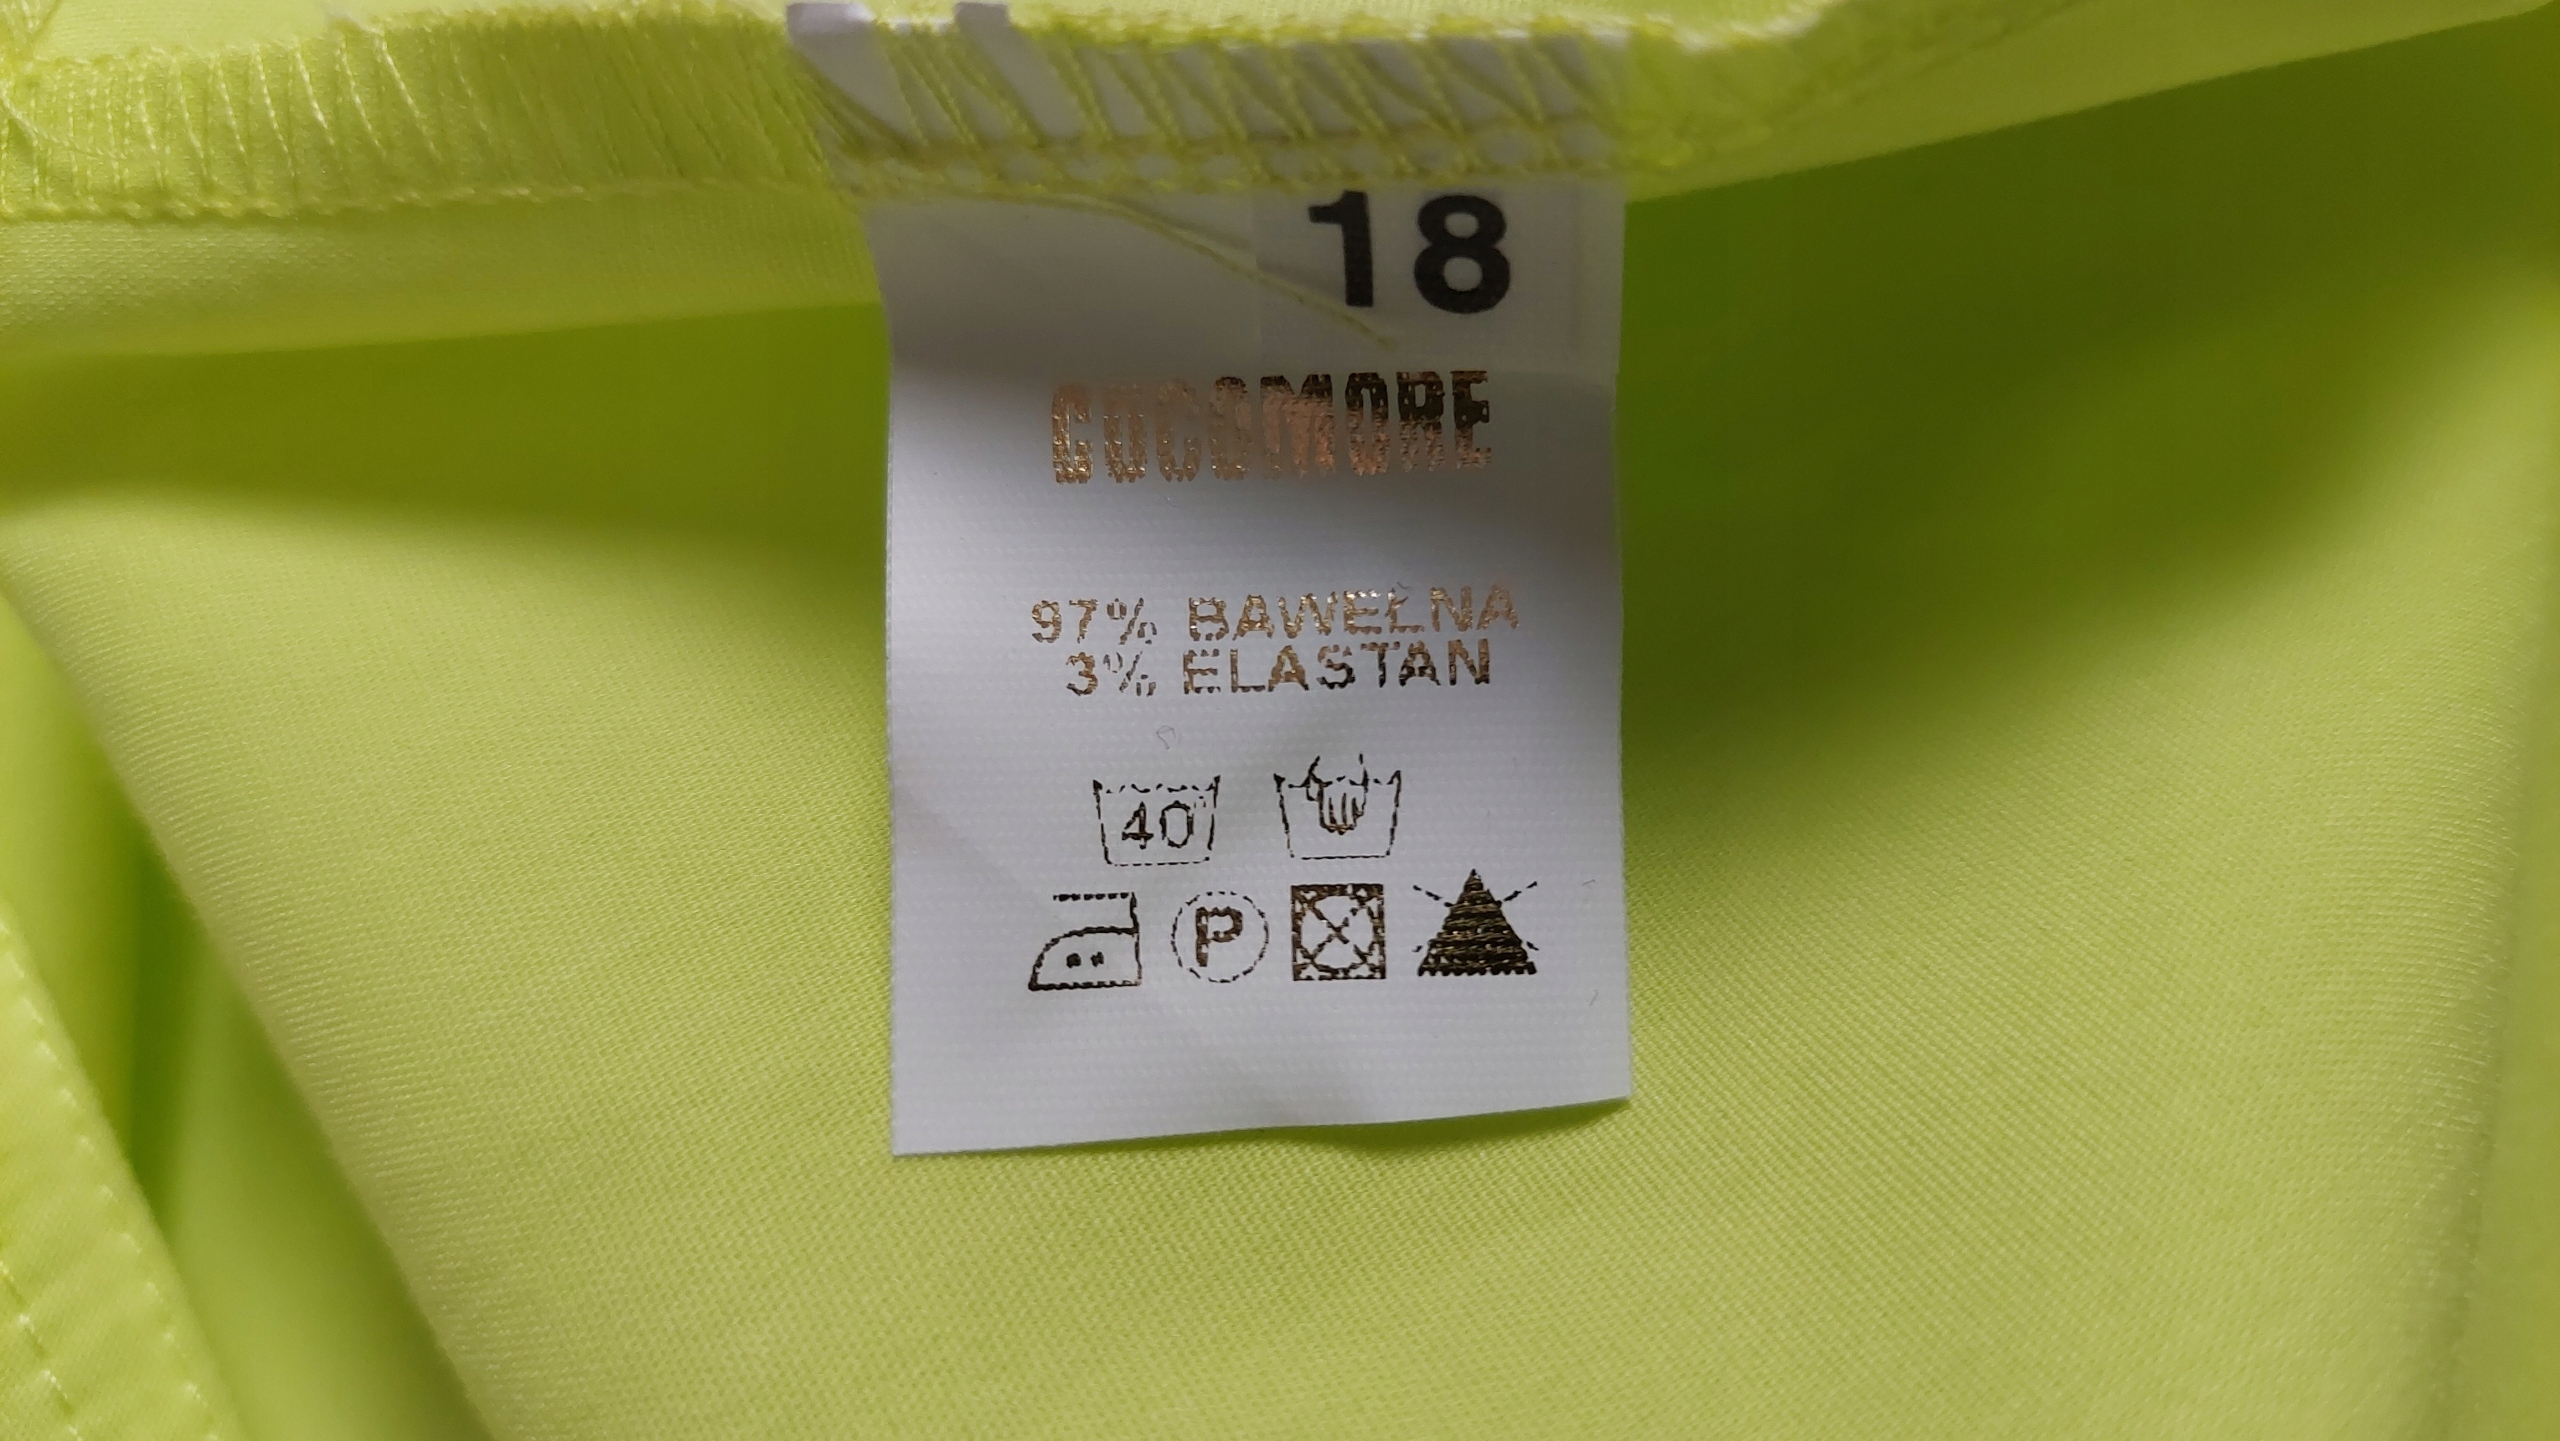 18
COCOMORE
97% BAWEŁNA
3% ELASTAN
40°
P